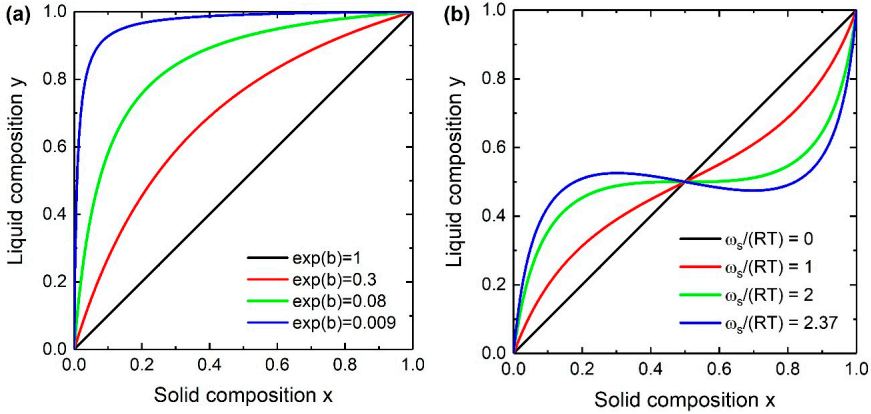 (a)
1.0
0.8
0.6
0.4
0.2
0.0
Liquid composition y
exp(b)=1
exp(b)=0.3
exp(b)=0.08
exp(b)=0.009
0.0 0.2 0.4 0.6 0.8 1.0
Solid composition x
(b)
1.0
0.8
0.6
0.4
0.2
0.0
Liquid composition y
ωₛ/(RT) = 0
ωₛ/(RT) = 1
ωₛ/(RT) = 2
ωₛ/(RT) = 2.37
0.0 0.2 0.4 0.6 0.8 1.0
Solid composition x